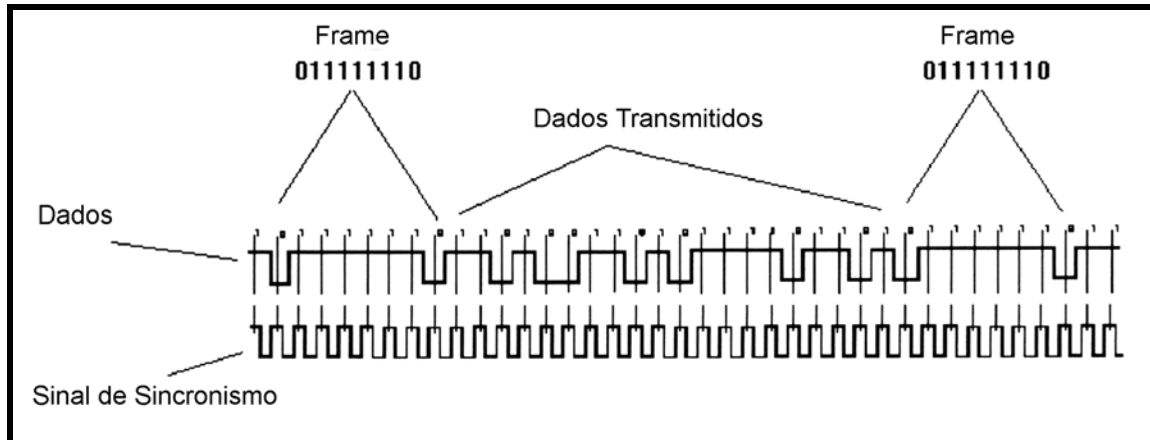 Frame Frame
011111110 011111110
Dados Transmitidos
Dados
Sinal de Sincronismo